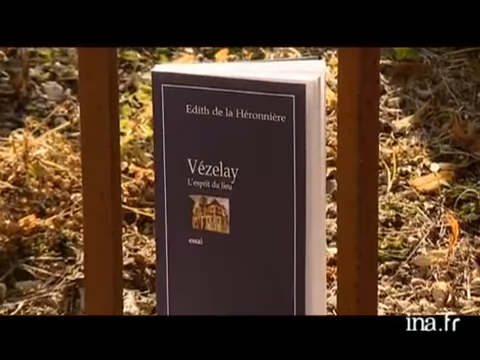 Edith de la Héronnière
Vézelay
L'esprit du lieu
essai
ina.fr